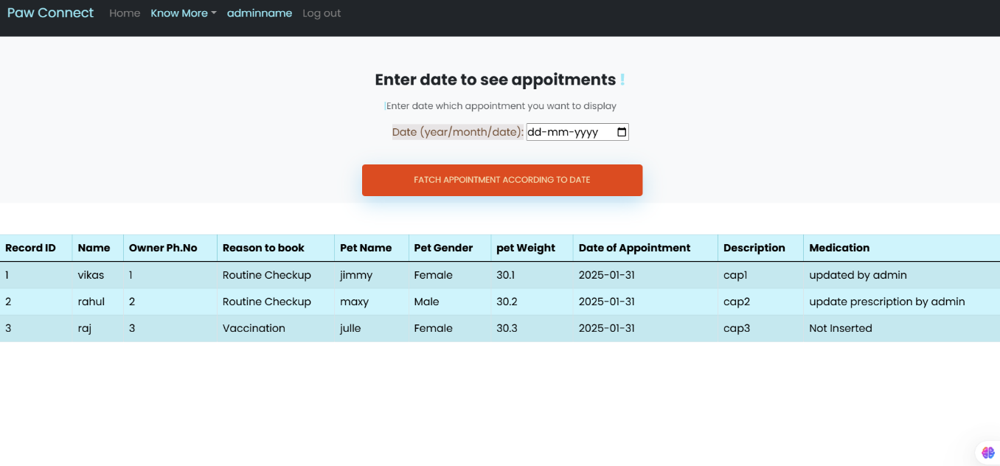 Paw Connect Home Know More adminname Log out
Enter date to see appoitments !
!Enter date which appointment you want to display
Date (year/month/date): dd-mm-yyyy
FATCH APPOINTMENT ACCORDING TO DATE
Record ID Name Owner Ph.No Reason to book Pet Name Pet Gender pet Weight Date of Appointment Description Medication
1 vikas 1 Routine Checkup jimmy Female 30.1 2025-01-31 cap1 updated by admin
2 rahul 2 Routine Checkup maxy Male 30.2 2025-01-31 cap2 update prescription by admin
3 raj 3 Vaccination julle Female 30.3 2025-01-31 cap3 Not Inserted